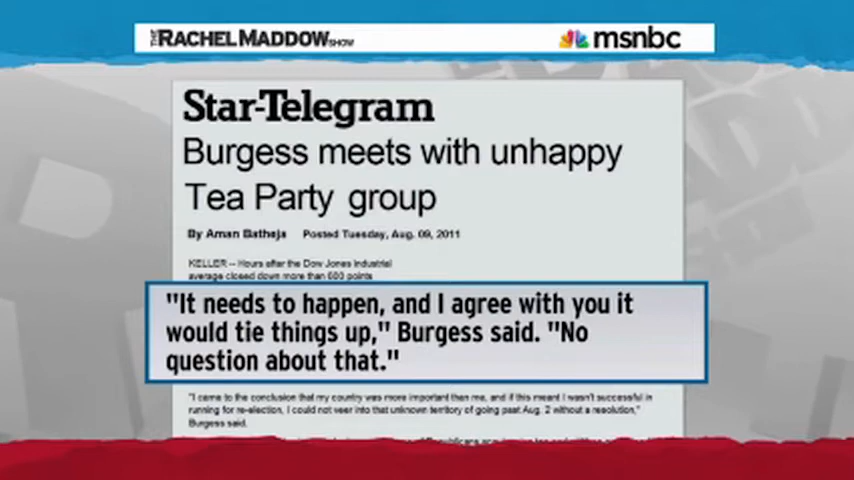 THE RACHEL MADDOW SHOW msnbc
Star-Telegram
Burgess meets with unhappy
Tea Party group
By Aman Batheja Posted Tuesday, Aug. 09, 2011
KELLER -- Hours after the Dow Jones Industrial
average closed down more than 600 points
"It needs to happen, and I agree with you it
would tie things up," Burgess said. "No
question about that."
"I came to the conclusion that my country was more important than me, and if this meant I wasn't successful in
running for re-election, I could not veer into that unknown territory of going past Aug. 2 without a resolution,"
Burgess said.